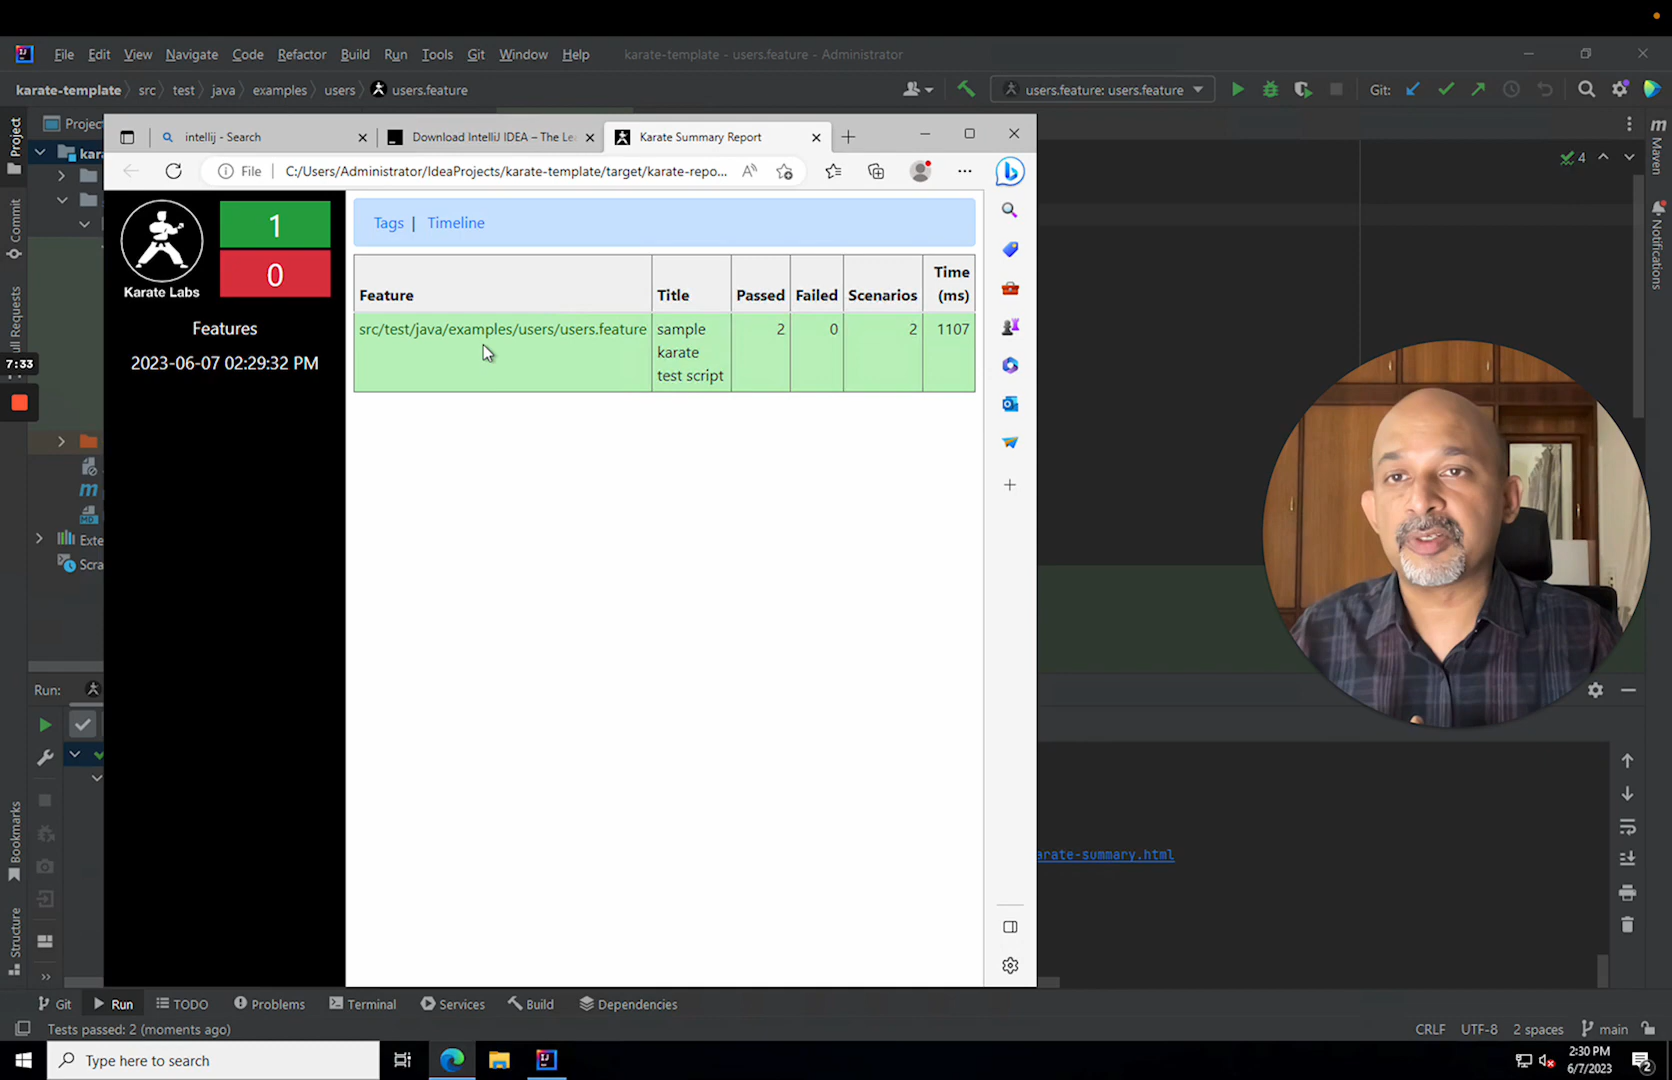 File Edit View Navigate Code Refactor Build Run Tools Git Window Help karate-template - users.feature - Administrator
karate-template src test java examples users users.feature
users.feature: users.feature Git:
Project
intellij - Search
Download IntelliJ IDEA – The Le
Karate Summary Report
File C:/Users/Administrator/IdeaProjects/karate-template/target/karate-repo...
Project
Commit
Pull Requests
Bookmarks
Structure
Maven
Notifications
4
kara
7:33
Exte
Scra
Karate Labs
1
0
Features
2023-06-07 02:29:32 PM
Tags | Timeline
Feature Title Passed Failed Scenarios Time (ms)
src/test/java/examples/users/users.feature sample 2 0 2 1107
karate
test script
Run:
arate-summary.html
Git Run TODO Problems Terminal Services Build Dependencies
Tests passed: 2 (moments ago) CRLF UTF-8 2 spaces main
Type here to search
2:30 PM
6/7/2023
2